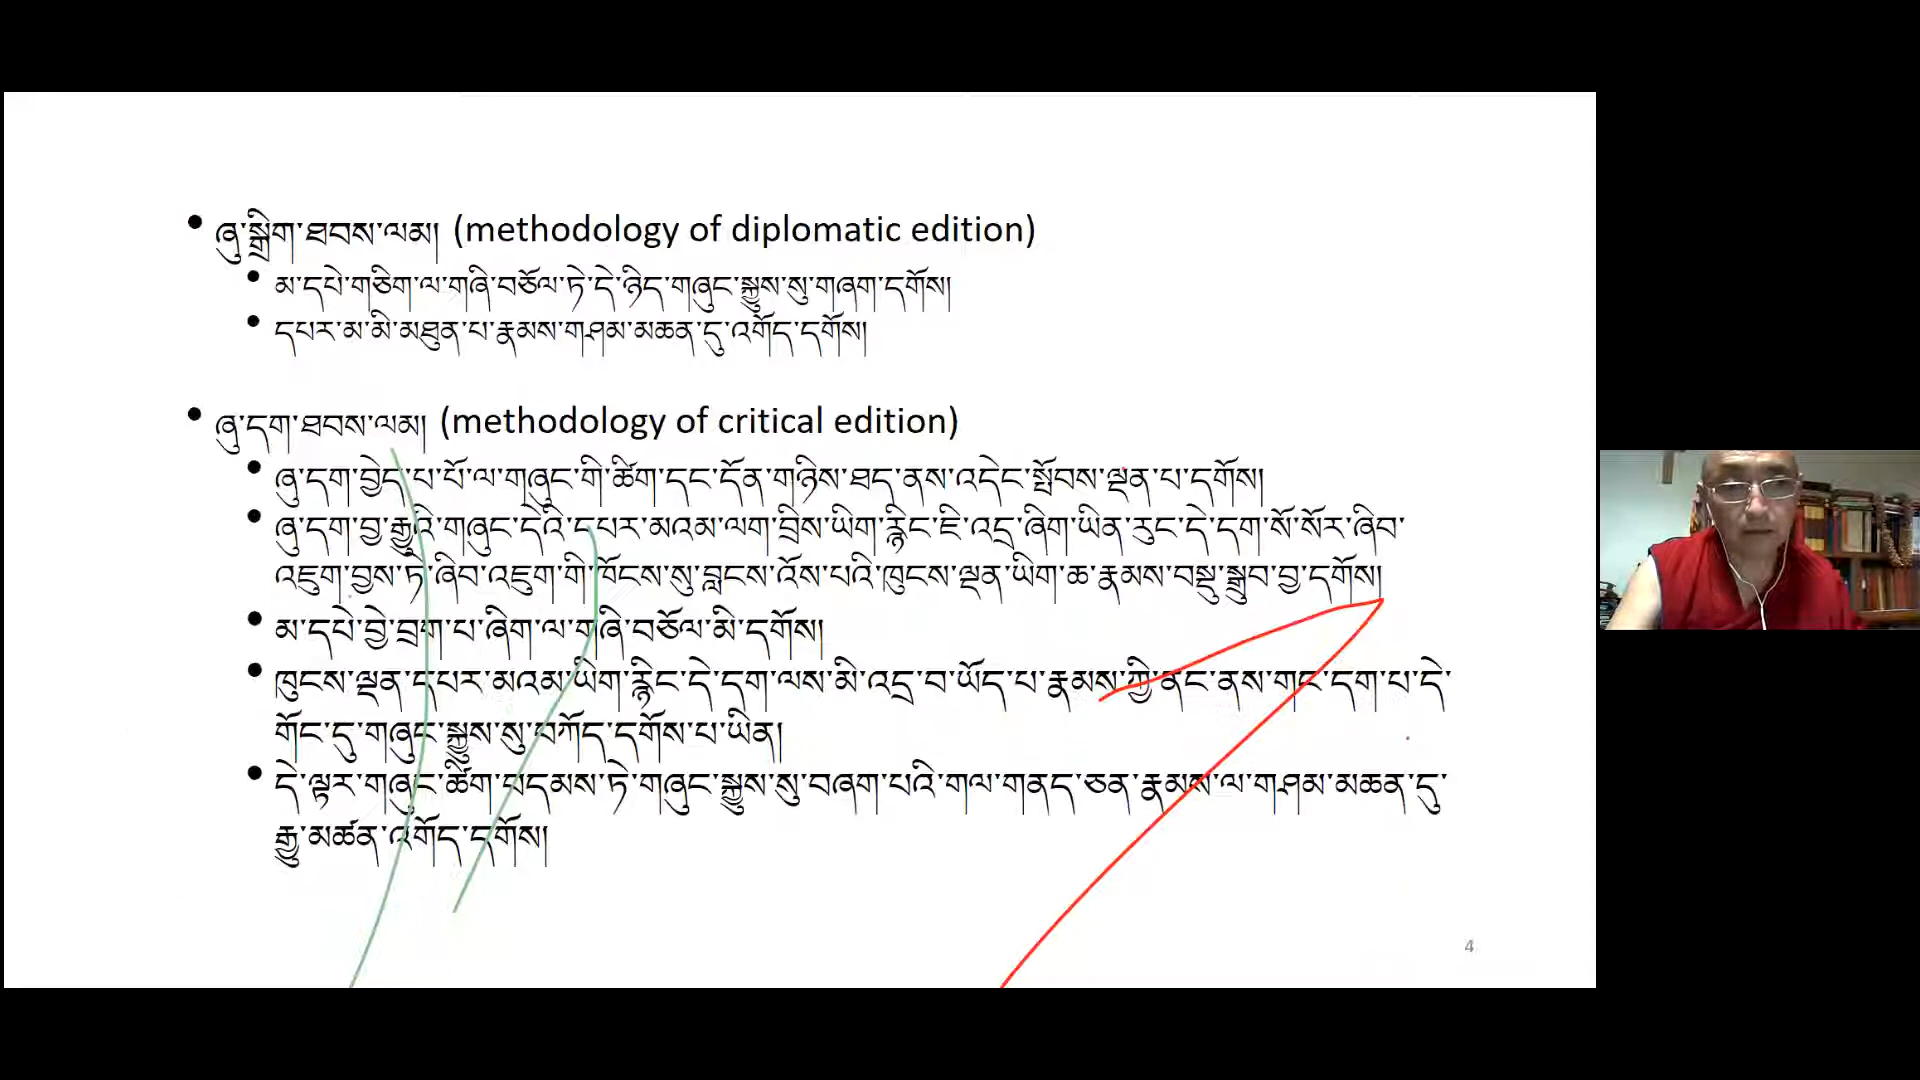 • ཞུ་སྒྲིག་ཐབས་ལམ། (methodology of diplomatic edition)
• མ་དཔེ་གཅིག་ལ་གཞི་བཅོལ་ཏེ་དེ་ཉིད་གཞུང་སྐྱུས་སུ་གཞག་དགོས།
• དཔར་མ་མི་མཐུན་པ་རྣམས་གཤམ་མཆན་དུ་འགོད་དགོས།
• ཞུ་དག་ཐབས་ལམ། (methodology of critical edition)
• ཞུ་དག་བྱེད་པ་པོ་ལ་གཞུང་གི་ཚིག་དང་དོན་གཉིས་ཐད་ནས་འདེང་སྤོབས་ལྡན་པ་དགོས།
• ཞུ་དག་བྱ་རྒྱུའི་གཞུང་དེའི་དཔར་མའམ་ལག་བྲིས་ཡིག་རྙིང་ཇི་འདྲ་ཞིག་ཡིན་རུང་དེ་དག་སོ་སོར་ཞིབ་
འཇུག་བྱས་ཏེ་ཞིབ་འཇུག་གི་ཁོངས་སུ་བླངས་འོས་པའི་ཁུངས་ལྡན་ཡིག་ཆ་རྣམས་བསྡུ་སྒྲུབ་བྱ་དགོས།
• མ་དཔེ་བྱེ་བྲག་པ་ཞིག་ལ་གཞི་བཅོལ་མི་དགོས།
• ཁུངས་ལྡན་དཔར་མའམ་ཡིག་རྙིང་དེ་དག་ལས་མི་འདྲ་བ་ཡོད་པ་རྣམས་ཀྱི་ནང་ནས་གང་དག་པ་དེ་
གོང་དུ་གཞུང་སྐྱུས་སུ་བཀོད་དགོས་པ་ཡིན།
• དེ་ལྟར་གཞུང་ཚིག་བདམས་ཏེ་གཞུང་སྐྱུས་སུ་བཞག་པའི་གལ་གནད་ཅན་རྣམས་ལ་གཤམ་མཆན་དུ་
རྒྱུ་མཚན་འགོད་དགོས།
4